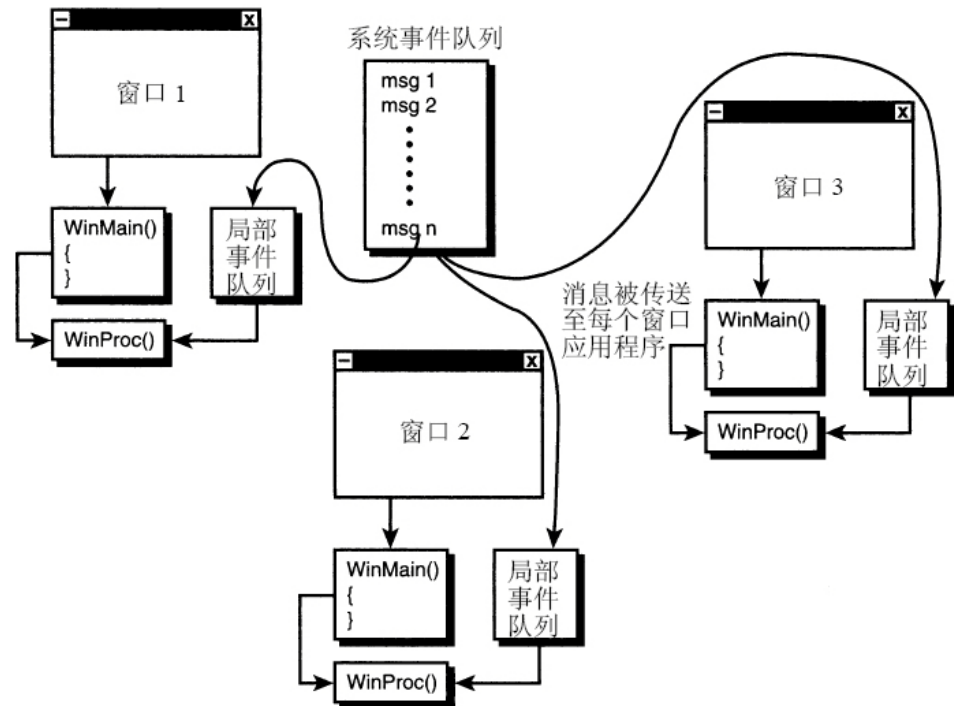 窗口 1
WinMain()
{
}
WinProc()
局部
事件
队列
系统事件队列
msg 1
msg 2
msg n
消息被传送
至每个窗口
应用程序
窗口 2
WinMain()
{
}
WinProc()
局部
事件
队列
窗口 3
WinMain()
{
}
WinProc()
局部
事件
队列